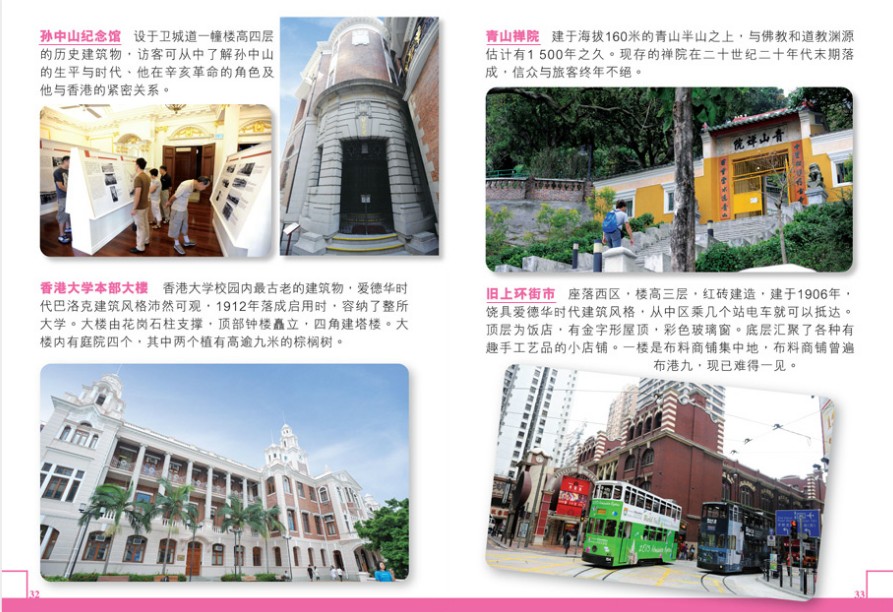 孙中山纪念馆 设于卫城道一幢楼高四层
的历史建筑物，访客可从中了解孙中山
的生平与时代、他在辛亥革命的角色及
他与香港的紧密关系。
香港大学本部大楼 香港大学校园内最古老的建筑物，爱德华时
代巴洛克建筑风格沛然可观，1912年落成启用时，容纳了整所
大学。大楼由花岗石柱支撑，顶部钟楼矗立，四角建塔楼。大
楼内有庭院四个，其中两个植有高逾九米的棕榈树。
32
青山禅院 建于海拔160米的青山半山之上，与佛教和道教渊源
估计有1 500年之久。现存的禅院在二十世纪二十年代末期落
成，信众与旅客终年不绝。
院禅山青
旧上环街市 座落西区，楼高三层，红砖建造，建于1906年，
饶具爱德华时代建筑风格，从中区乘几个站电车就可以抵达。
顶层为饭店，有金字形屋顶，彩色玻璃窗。底层汇聚了各种有
趣手工艺品的小店铺。一楼是布料商铺集中地，布料商铺曾遍
布港九，现已难得一见。
33